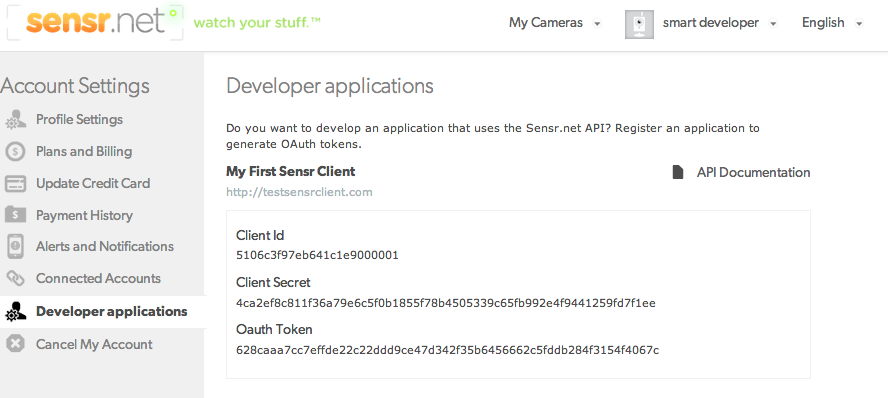 sensr.net watch your stuff.™
My Cameras
smart developer
English
Account Settings
Profile Settings
Plans and Billing
Update Credit Card
Payment History
Alerts and Notifications
Connected Accounts
Developer applications
Cancel My Account
Developer applications
Do you want to develop an application that uses the Sensr.net API? Register an application to
generate OAuth tokens.
My First Sensr Client
http://testsensrclient.com
API Documentation
Client Id
5106c3f97eb641c1e9000001
Client Secret
4ca2ef8c811f36a79e6c5f0b1855f78b4505339c65fb992e4f9441259fd7f1ee
Oauth Token
628caaa7cc7effde22c22ddd9ce47d342f35b6456662c5fddb284f3154f4067c